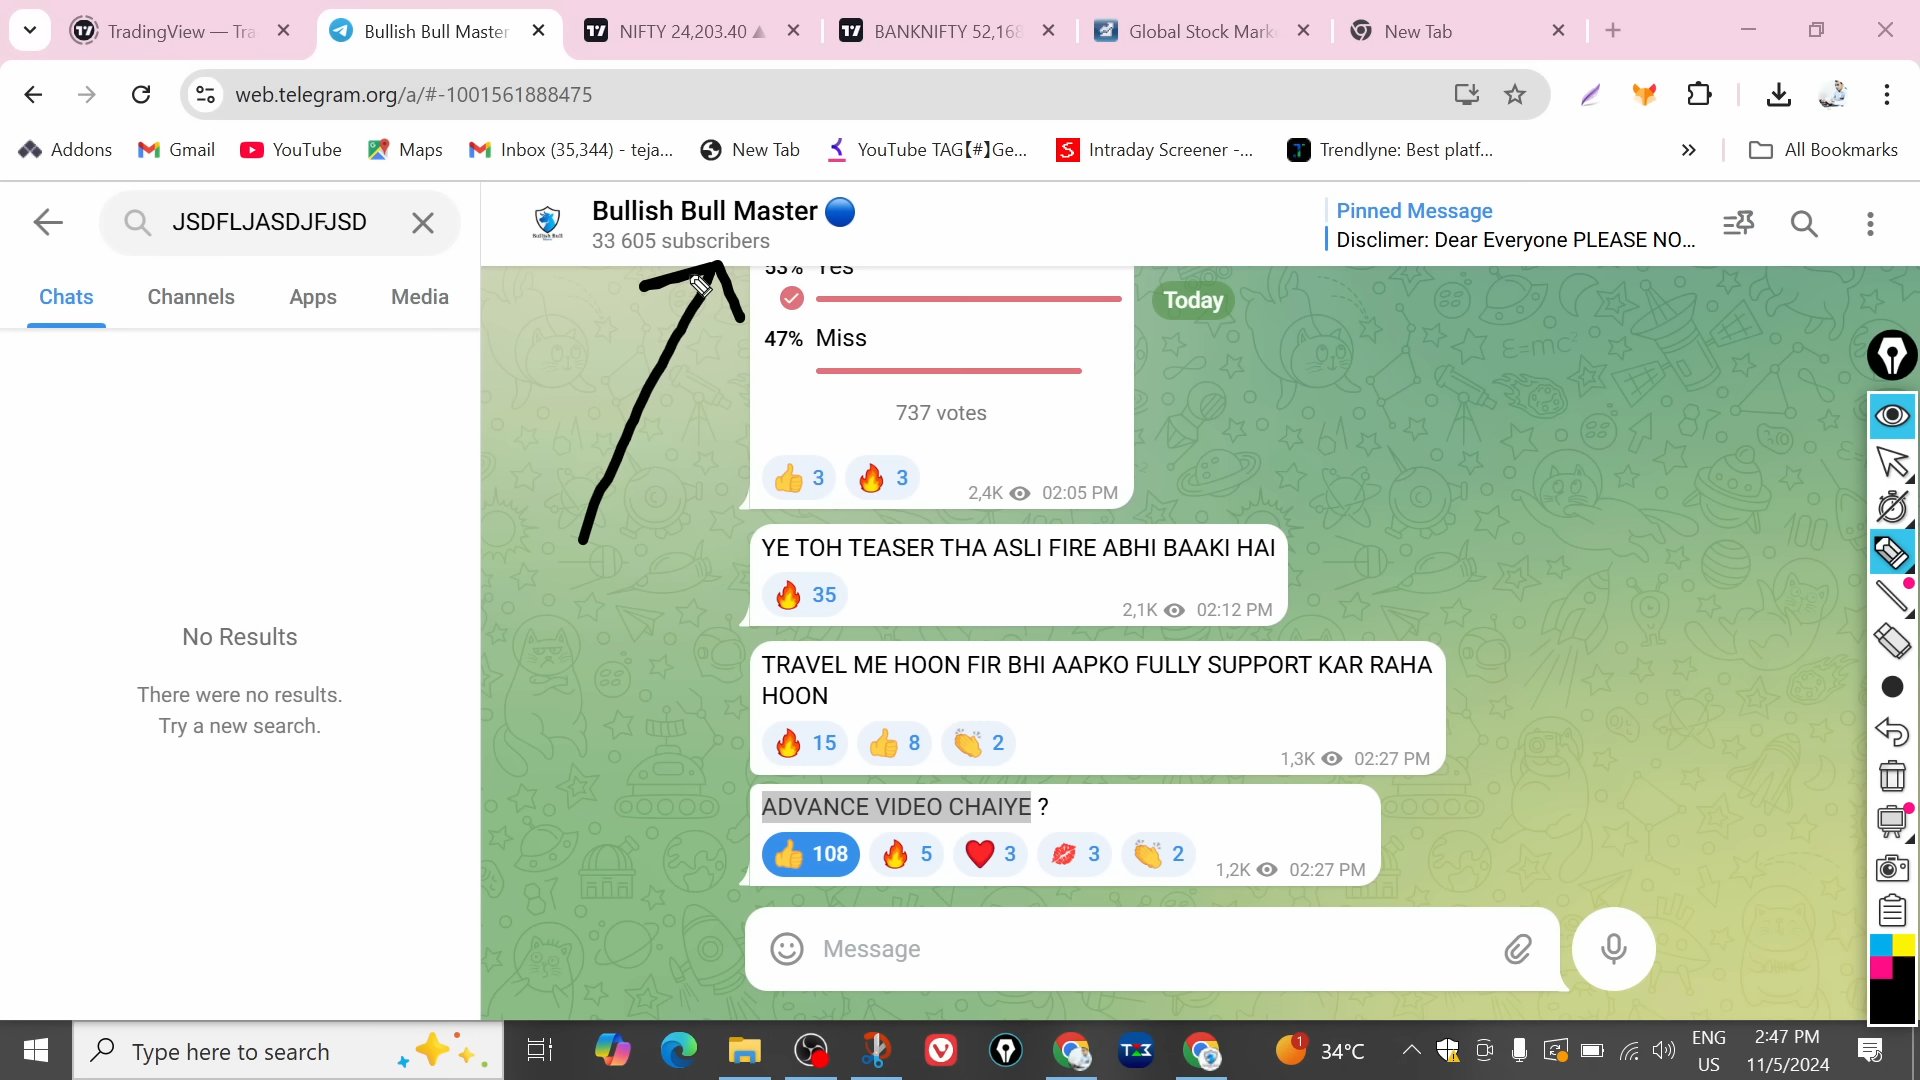 TradingView — Tra
Bullish Bull Master
NIFTY 24,203.40
BANKNIFTY 52,168
Global Stock Mark
New Tab
web.telegram.org/a/#-1001561888475
Addons
Gmail
YouTube
Maps
Inbox (35,344) - teja...
New Tab
YouTube TAG【#】Ge...
Intraday Screener -...
Trendlyne: Best platf...
All Bookmarks
JSDFLJASDJFJSD
Chats
Channels
Apps
Media
No Results
There were no results.
Try a new search.
Bullish Bull Master
33 605 subscribers
Pinned Message
Disclimer: Dear Everyone PLEASE NO...
Today
53% Yes
47% Miss
737 votes
3
3
2,4K 02:05 PM
YE TOH TEASER THA ASLI FIRE ABHI BAAKI HAI
35
2,1K 02:12 PM
TRAVEL ME HOON FIR BHI AAPKO FULLY SUPPORT KAR RAHA
HOON
15
8
2
1,3K 02:27 PM
ADVANCE VIDEO CHAIYE ?
108
5
3
3
2
1,2K 02:27 PM
Message
Type here to search
1
34°C
ENG
US
2:47 PM
11/5/2024